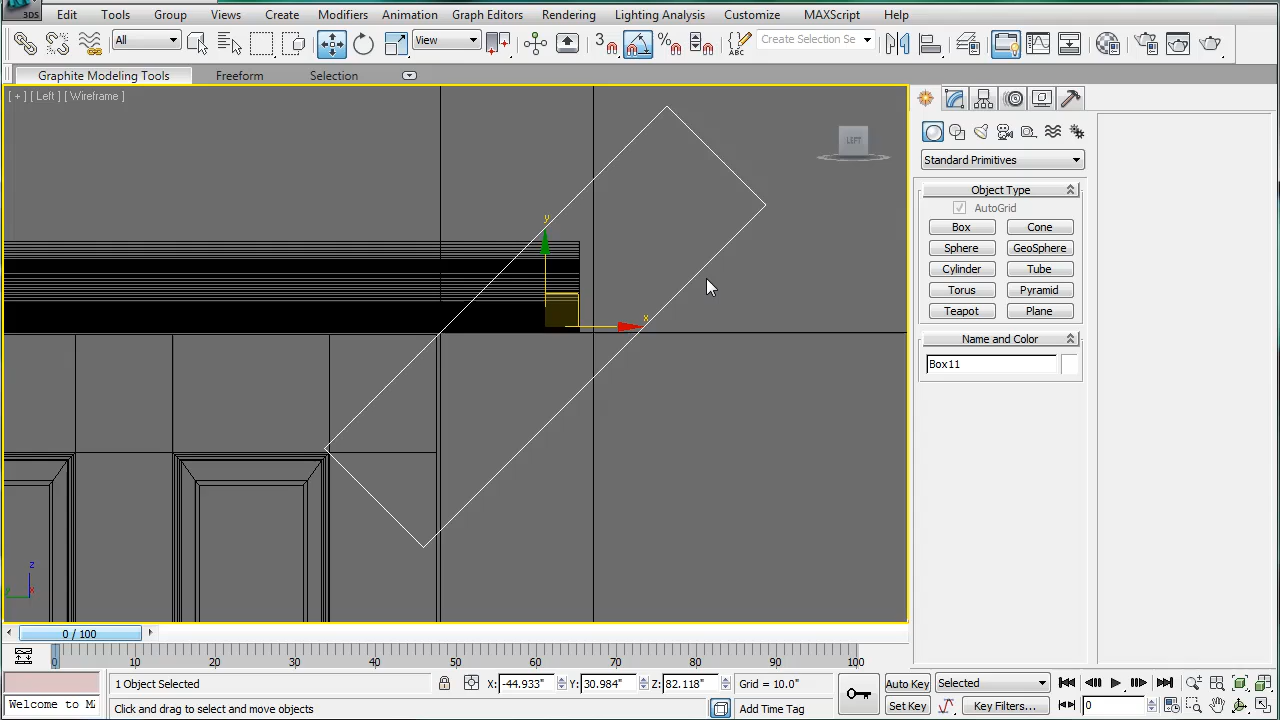 3DS Edit Tools Group Views Create Modifiers Animation Graph Editors Rendering Lighting Analysis Customize MAXScript Help
All View 3 ABC Create Selection Se
Graphite Modeling Tools Freeform Selection
[ + ] [ Left ] [ Wireframe ]
LEFT
y
x
z
y
x
Standard Primitives
Object Type
AutoGrid
Box Cone
Sphere GeoSphere
Cylinder Tube
Torus Pyramid
Teapot Plane
Name and Color
Box11
0 / 100
0 10 20 30 40 50 60 70 80 90 100
1 Object Selected X: -44.933" Y: 30.984" Z: 82.118" Grid = 10.0" Auto Key Selected
Welcome to M Click and drag to select and move objects Add Time Tag Set Key Key Filters... 0